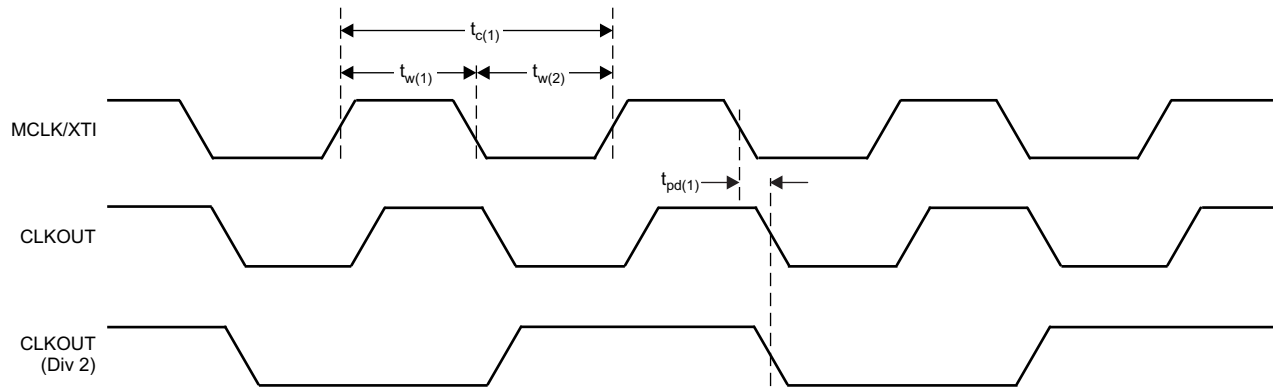 t_c(1)
t_w(1) t_w(2)
MCLK/XTI
t_pd(1)
CLKOUT
CLKOUT
(Div 2)